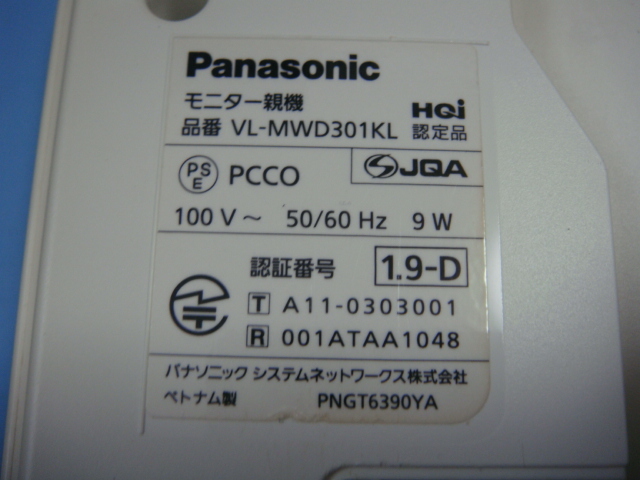 Panasonic
モニター親機 HQi
品番 VL-MWD301KL 認定品
PS E PCCO JQA
100 V～ 50/60 Hz 9 W
認証番号 1.9-D
T A11-0303001
R 001ATAA1048
パナソニック システムネットワークス株式会社
ベトナム製 PNGT6390YA